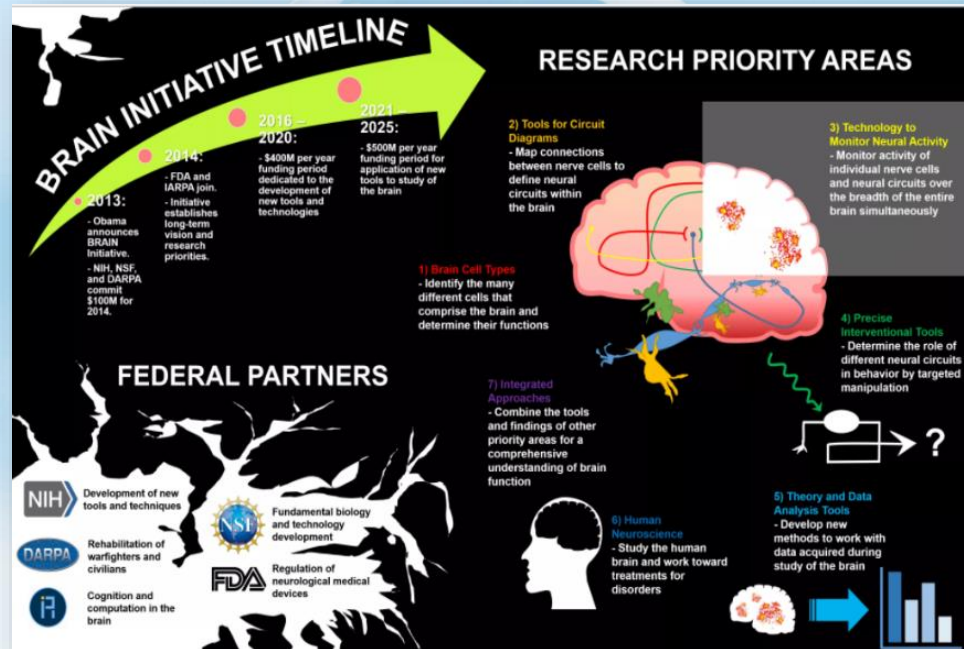 BRAIN INITIATIVE TIMELINE
2013:
- Obama
announces
BRAIN
Initiative.
- NIH, NSF,
and DARPA
commit
$100M for
2014.
2014:
- FDA and
IARPA join.
- Initiative
establishes
long-term
vision and
research
priorities.
2016 –
2020:
- $400M per
year funding
period
dedicated to the
development of
new tools and
technologies
2021 –
2025:
- $500M per year
funding period for
application of new
tools to study of
the brain
RESEARCH PRIORITY AREAS
1) Brain Cell Types
- Identify the many
different cells that
comprise the brain and
determine their functions
2) Tools for Circuit
Diagrams
- Map connections
between nerve cells to
define neural
circuits within
the brain
3) Technology to
Monitor Neural Activity
- Monitor activity of
individual nerve cells
and neural circuits over
the breadth of the entire
brain simultaneously
4) Precise
Interventional Tools
- Determine the role of
different neural circuits
in behavior by targeted
manipulation
?
5) Theory and Data
Analysis Tools
- Develop new
methods to work with
data acquired during
study of the brain
6) Human
Neuroscience
- Study the human
brain and work toward
treatments for
disorders
7) Integrated
Approaches
- Combine the tools
and findings of other
priority areas for a
comprehensive
understanding of brain
function
FEDERAL PARTNERS
NIH
Development of new
tools and techniques
DARPA
Rehabilitation of
warfighters and
civilians
Cognition and
computation in the
brain
NSF
Fundamental biology
and technology
development
FDA
Regulation of
neurological medical
devices